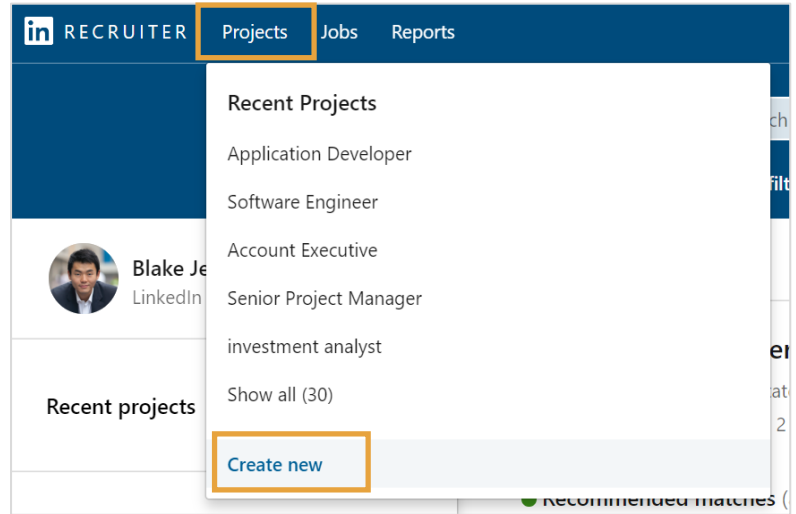 in RECRUITER Projects Jobs Reports
Recent Projects
Application Developer
Software Engineer
Account Executive
Blake
LinkedIn
Senior Project Manager
investment analyst
Recent projects
Show all (30)
2
Create new
Recommended matches (